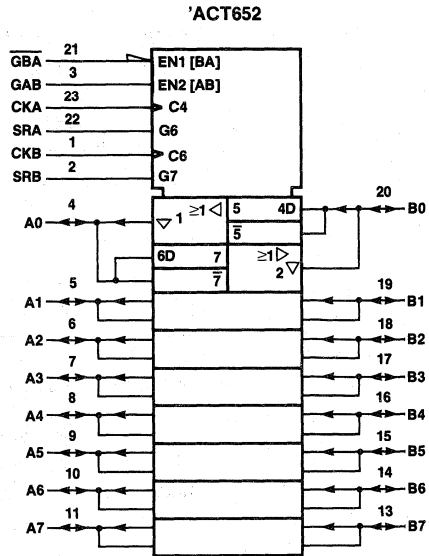 'ACT652
GBA 21 EN1 [BA]
GAB 3 EN2 [AB]
CKA 23 C4
SRA 22 G6
CKB 1 C6
SRB 2 G7
A0 4 1 ≥1 5 4D 20 B0
5
6D 7 ≥1
7 2
A1 5 19 B1
A2 6 18 B2
A3 7 17 B3
A4 8 16 B4
A5 9 15 B5
A6 10 14 B6
A7 11 13 B7